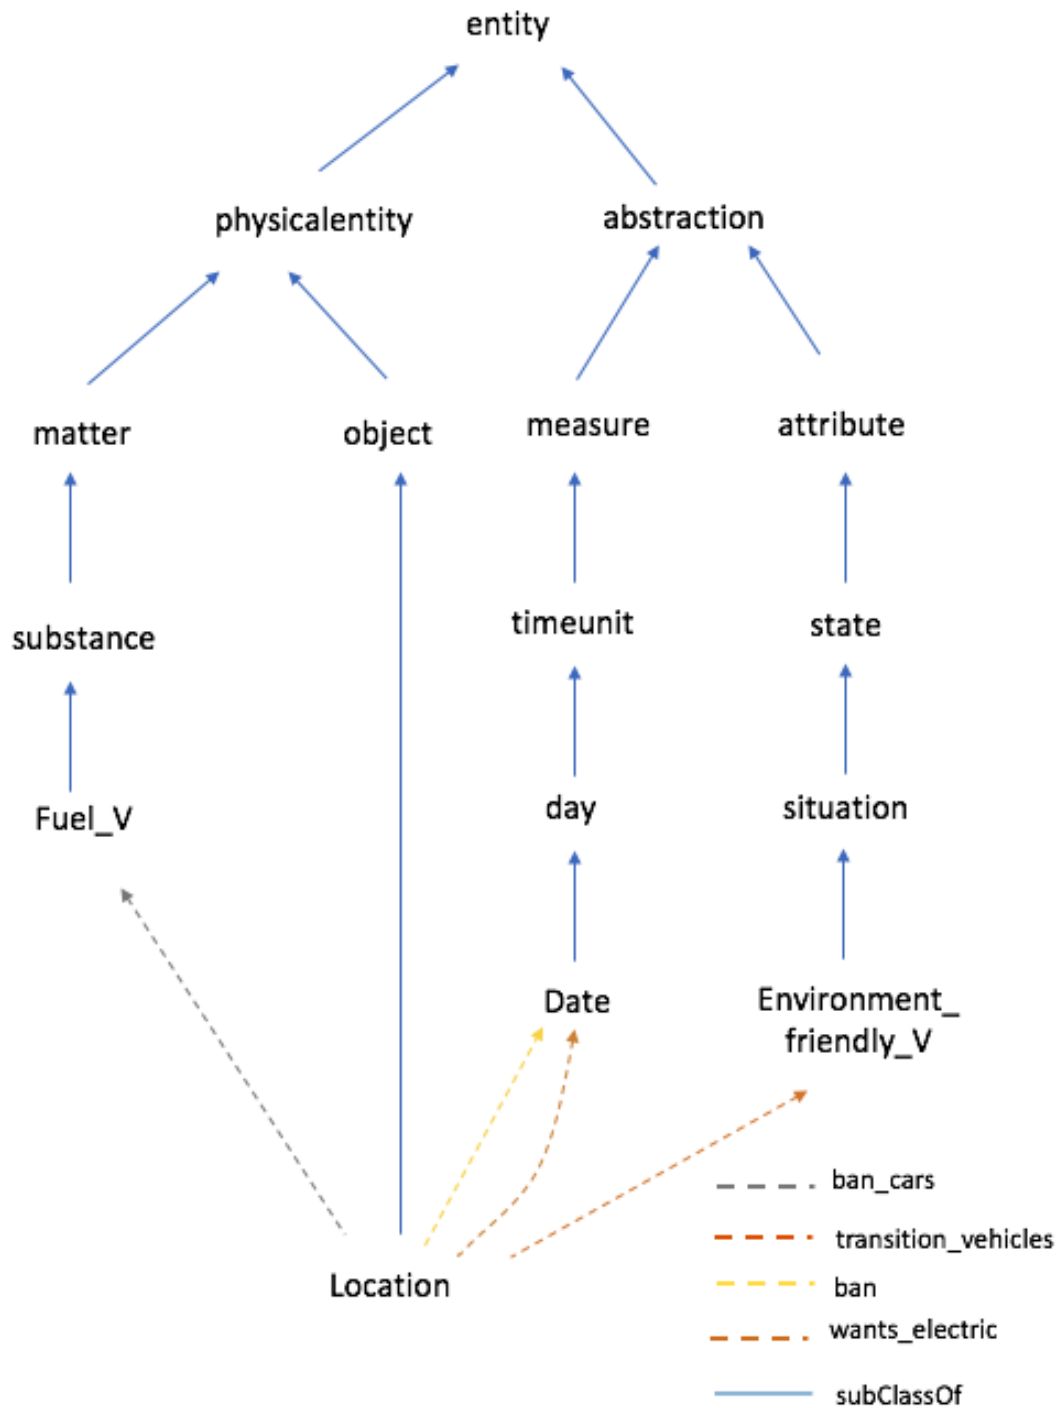 entity
physicalentity
abstraction
matter
object
measure
attribute
substance
timeunit
state
Fuel_V
day
situation
Date
Environment_
friendly_V
Location
ban_cars
transition_vehicles
ban
wants_electric
subClassOf